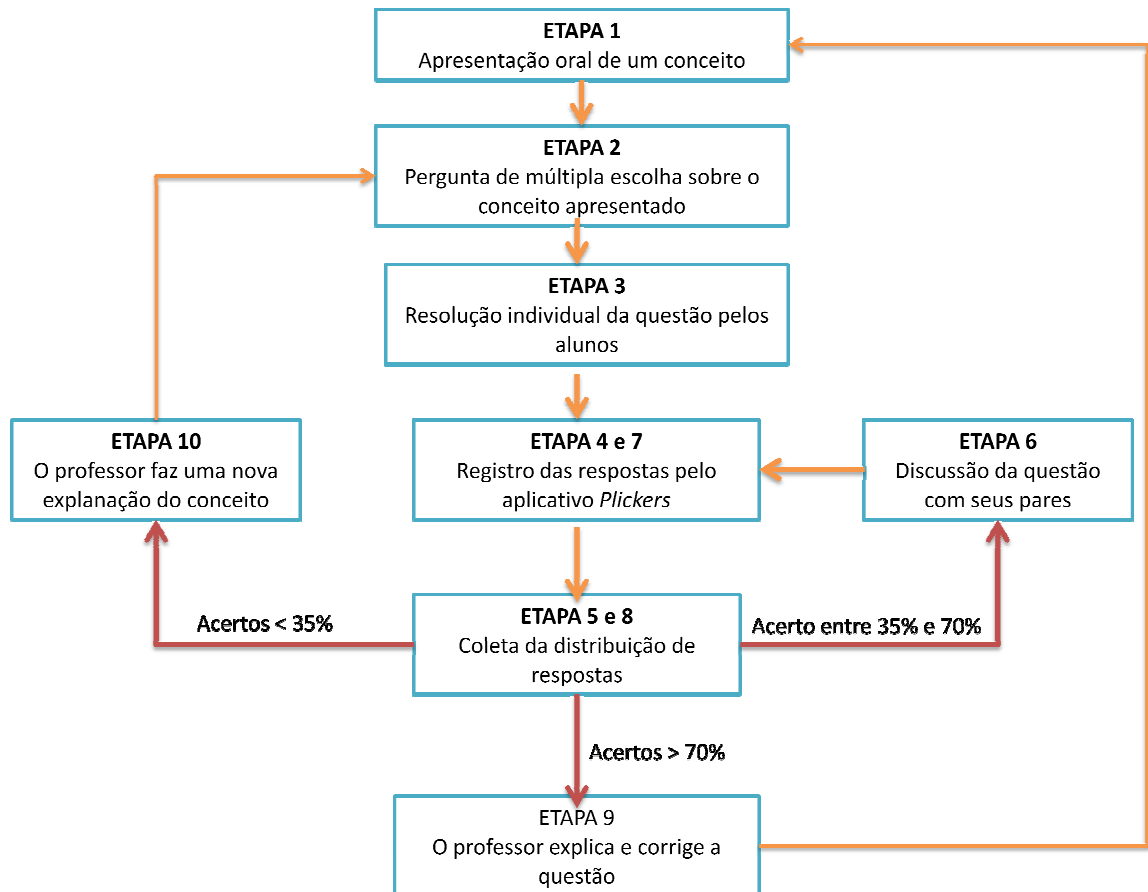 ETAPA 1
Apresentação oral de um conceito
ETAPA 2
Pergunta de múltipla escolha sobre o
conceito apresentado
ETAPA 3
Resolução individual da questão pelos
alunos
ETAPA 10
O professor faz uma nova
explanação do conceito
ETAPA 4 e 7
Registro das respostas pelo
aplicativo Plickers
ETAPA 6
Discussão da questão
com seus pares
Acertos < 35%
ETAPA 5 e 8
Coleta da distribuição de
respostas
Acerto entre 35% e 70%
Acertos > 70%
ETAPA 9
O professor explica e corrige a
questão